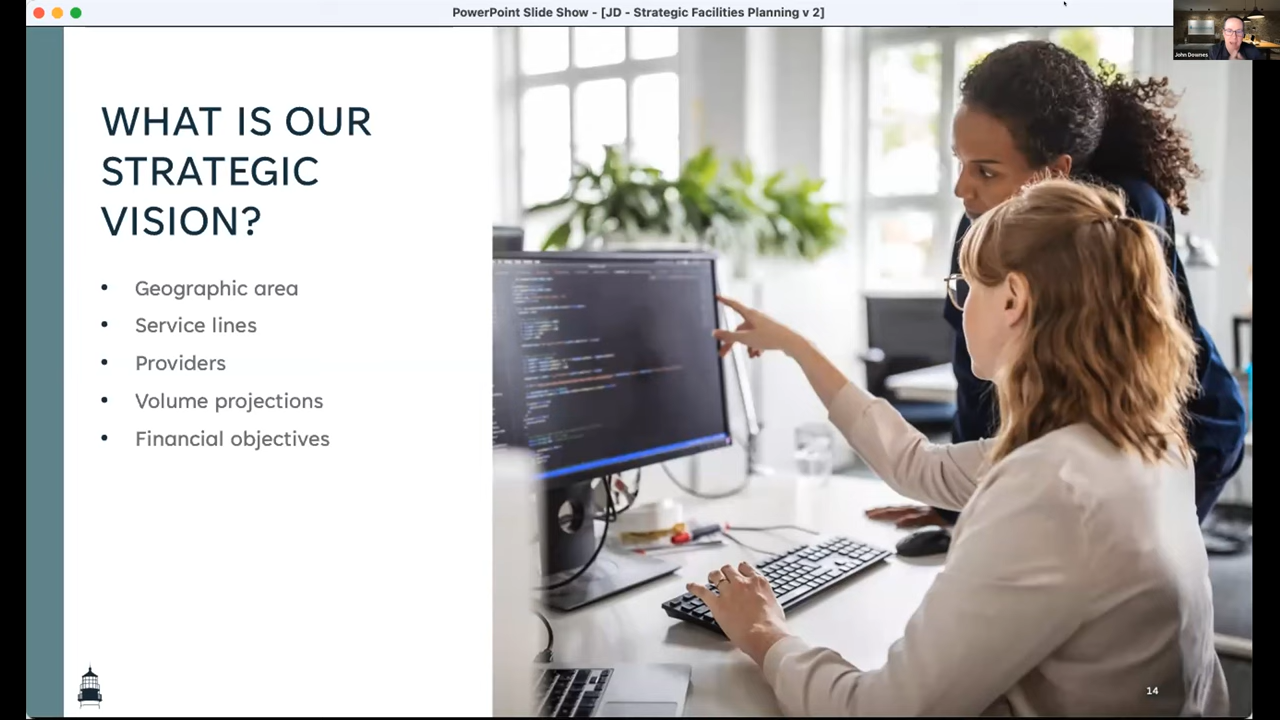 PowerPoint Slide Show - [JD - Strategic Facilities Planning v 2]
John Downes
WHAT IS OUR
STRATEGIC
VISION?
• Geographic area
• Service lines
• Providers
• Volume projections
• Financial objectives
14